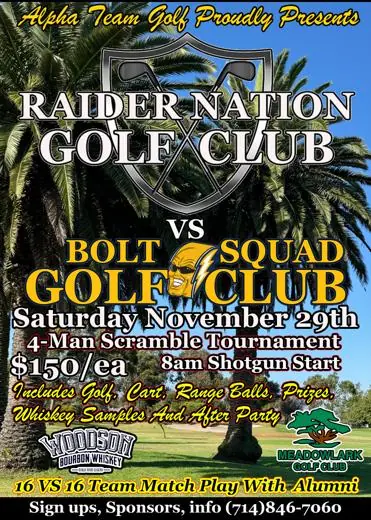 Alpha Team Golf Proudly Presents
RAIDER NATION
GOLF CLUB
VS
BOLT SQUAD
GOLF CLUB
Saturday November 29th
4-Man Scramble Tournament
$150/ea 8am Shotgun Start
Includes Golf, Cart, Range Balls, Prizes,
Whiskey Samples And After Party
WOODSON
BOURBON WHISKEY
MEADOWLARK
GOLF CLUB
16 VS 16 Team Match Play With Alumni
Sign ups, Sponsors, info (714)846-7060